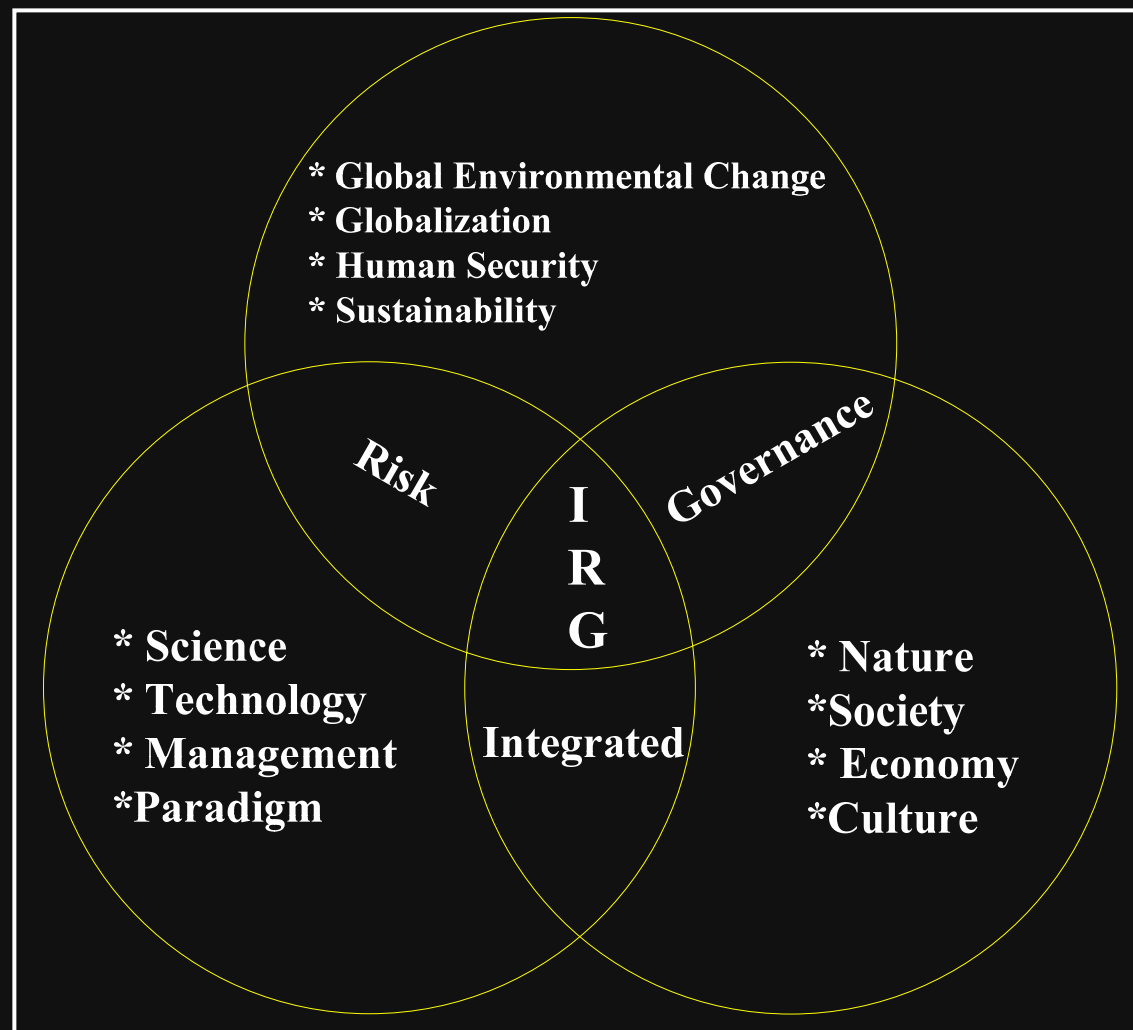 * Global Environmental Change
* Globalization
* Human Security
* Sustainability
Risk
Governance
I
R
G
* Science
* Technology
* Management
*Paradigm
Integrated
* Nature
*Society
* Economy
*Culture